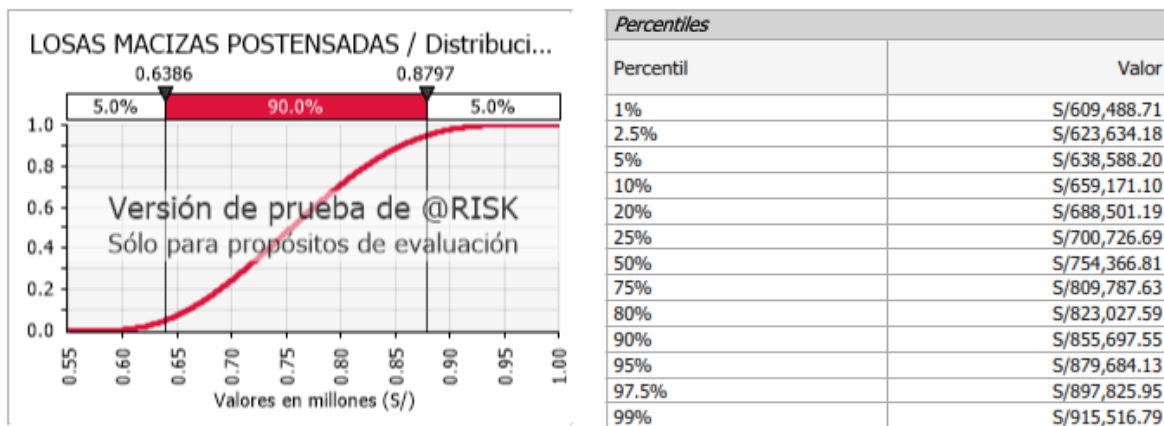 LOSAS MACIZAS POSTENSADAS / Distribuci...
0.6386 0.8797
5.0% 90.0% 5.0%
1.0
0.8
0.6
0.4
0.2
0.0
Versión de prueba de @RISK
Sólo para propósitos de evaluación
0.55 0.60 0.65 0.70 0.75 0.80 0.85 0.90 0.95 1.00
Valores en millones (S/)
Percentiles
Percentil Valor
1% S/609,488.71
2.5% S/623,634.18
5% S/638,588.20
10% S/659,171.10
20% S/688,501.19
25% S/700,726.69
50% S/754,366.81
75% S/809,787.63
80% S/823,027.59
90% S/855,697.55
95% S/879,684.13
97.5% S/897,825.95
99% S/915,516.79